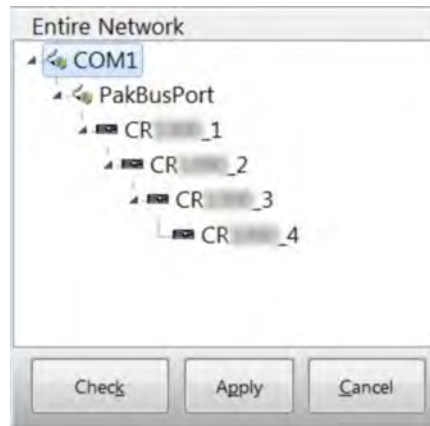 Entire Network
COM1
PakBusPort
CR _1
CR _2
CR _3
CR _4
Check Apply Cancel